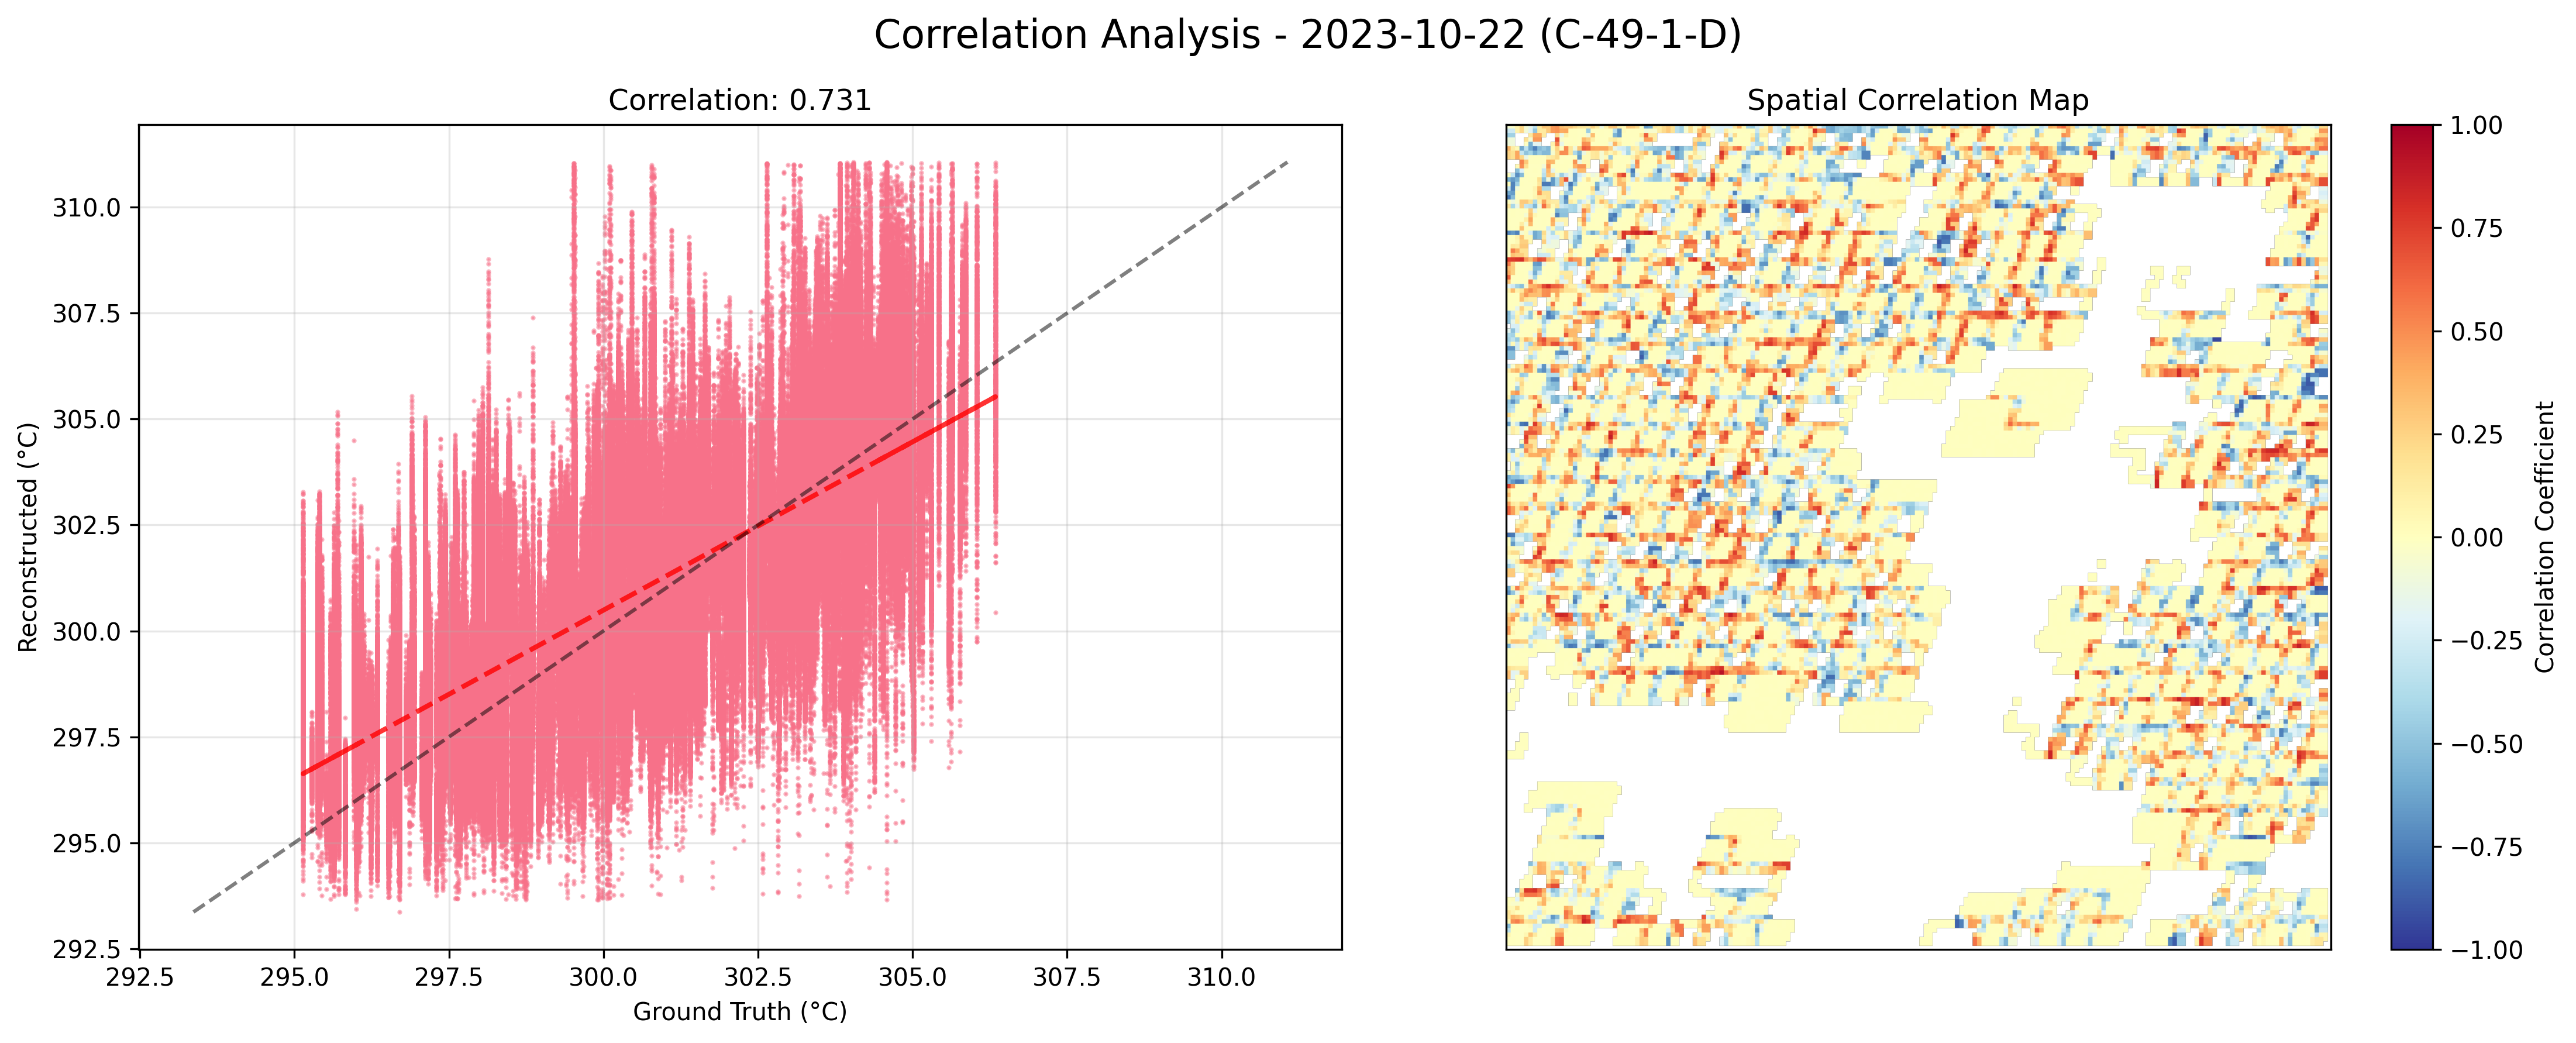 Correlation Analysis - 2023-10-22 (C-49-1-D)
Correlation: 0.731
310.0
307.5
305.0
302.5
300.0
297.5
295.0
292.5
Reconstructed (°C)
292.5 295.0 297.5 300.0 302.5 305.0 307.5 310.0
Ground Truth (°C)
Spatial Correlation Map
1.00
0.75
0.50
0.25
0.00
−0.25
−0.50
−0.75
−1.00
Correlation Coefficient